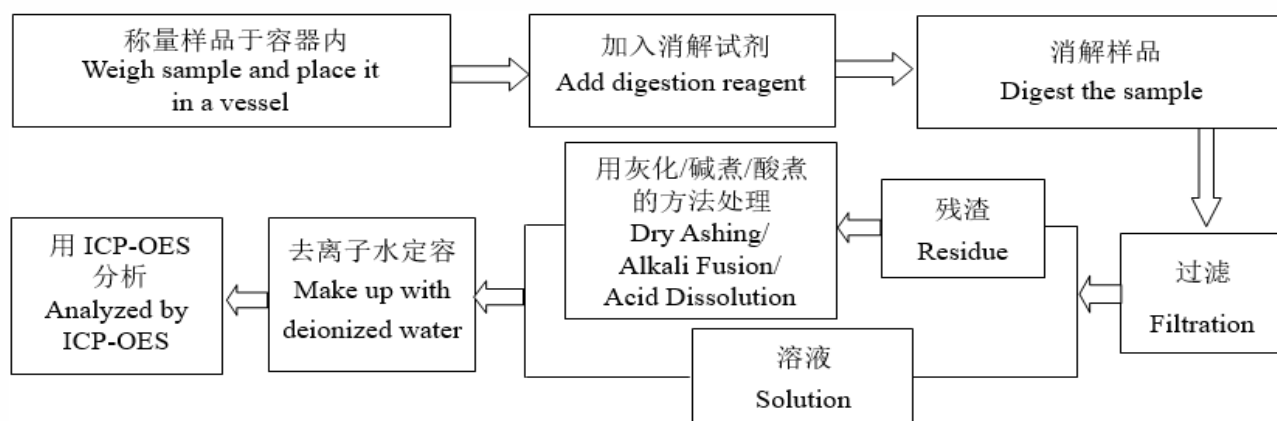 称量样品于容器内
Weigh sample and place it
in a vessel
加入消解试剂
Add digestion reagent
消解样品
Digest the sample
过滤
Filtration
残渣
Residue
溶液
Solution
用灰化/碱煮/酸煮
的方法处理
Dry Ashing/
Alkali Fusion/
Acid Dissolution
去离子水定容
Make up with
deionized water
用 ICP-OES
分析
Analyzed by
ICP-OES